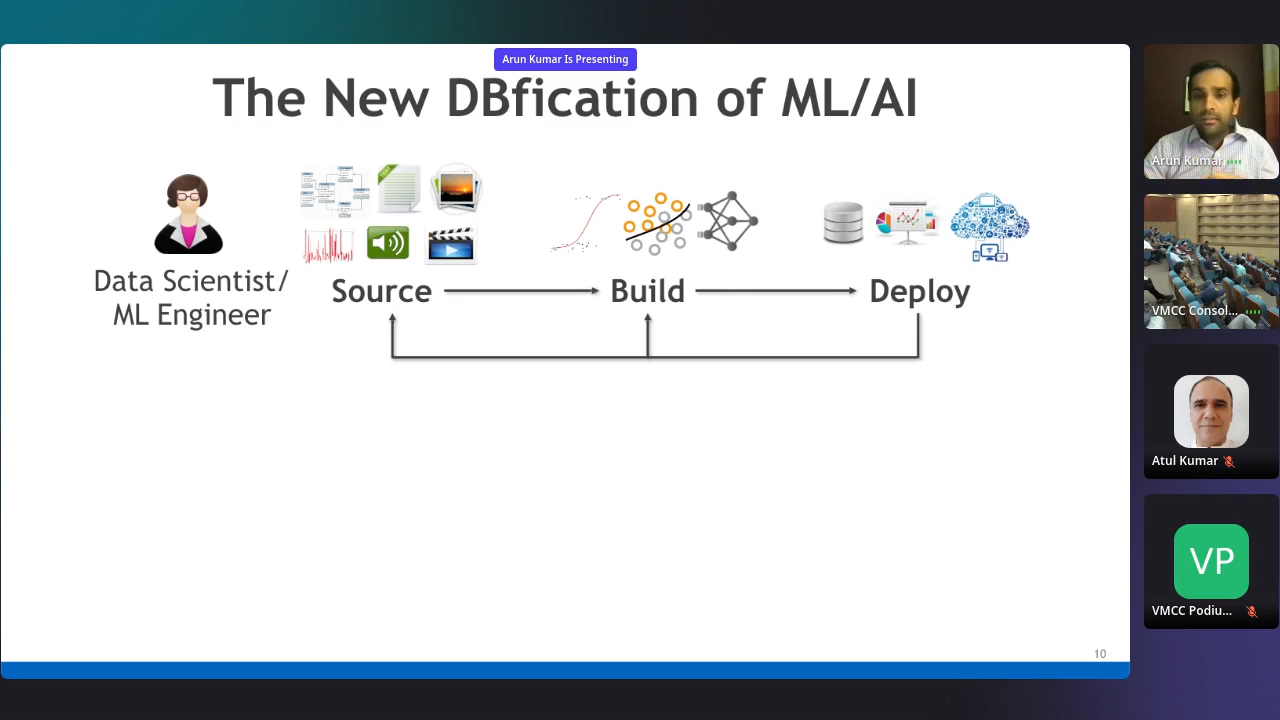 Arun Kumar Is Presenting
The New DBfication of ML/AI
Data Scientist/
ML Engineer
Source
Build
Deploy
10
Arun Kumar
VMCC Consol...
Atul Kumar
VP
VMCC Podiu...